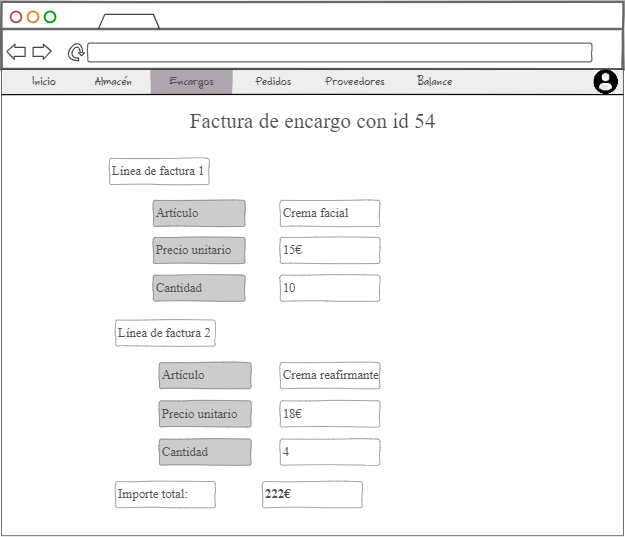 Inicio Almacén Encargos Pedidos Proveedores Balance
Factura de encargo con id 54
Línea de factura 1
Artículo Crema facial
Precio unitario 15€
Cantidad 10
Línea de factura 2
Artículo Crema reafirmante
Precio unitario 18€
Cantidad 4
Importe total: 222€